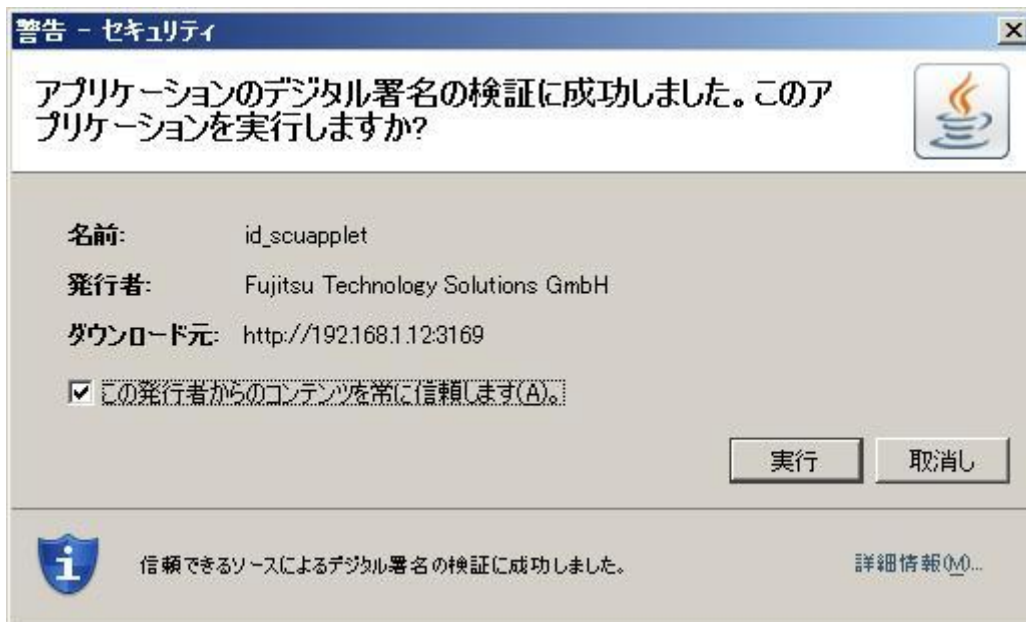 警告 - セキュリティ
アプリケーションのデジタル署名の検証に成功しました。このア
プリケーションを実行しますか?
名前: id_scuapplet
発行者: Fujitsu Technology Solutions GmbH
ダウンロード元: http://192.168.1.12:3169
この発行者からのコンテンツを常に信頼します(A)。
実行 取消し
信頼できるソースによるデジタル署名の検証に成功しました。 詳細情報(M)...